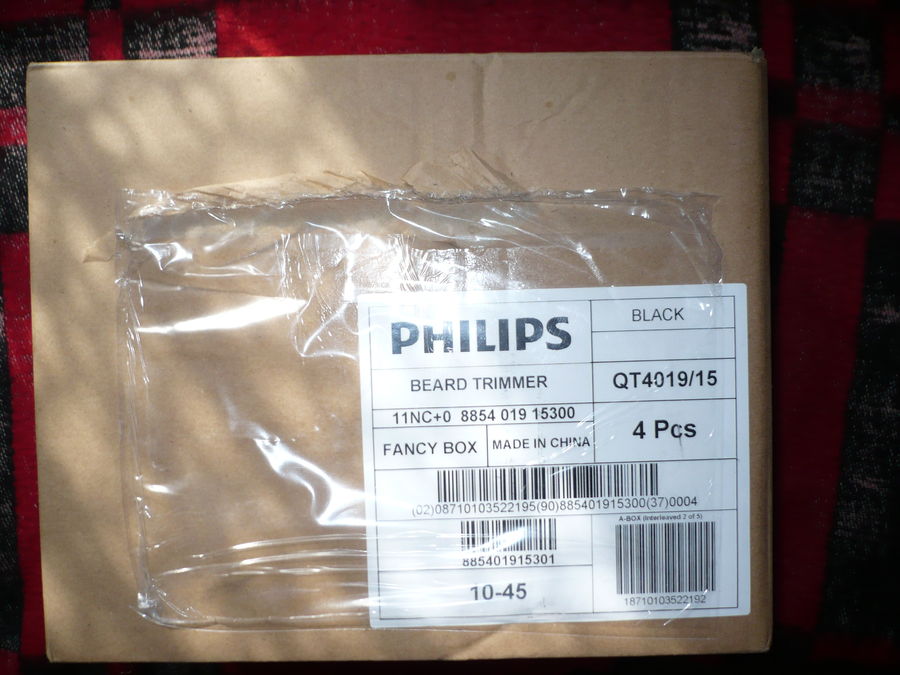 PHILIPS
BLACK
BEARD TRIMMER
QT4019/15
11NC+0 8854 019 15300
4 Pcs
FANCY BOX
MADE IN CHINA
(02)08710103522195(90)885401915300(37)0004
885401915301
10-45
A-BOX (Interleaved 2 of 5)
18710103522192